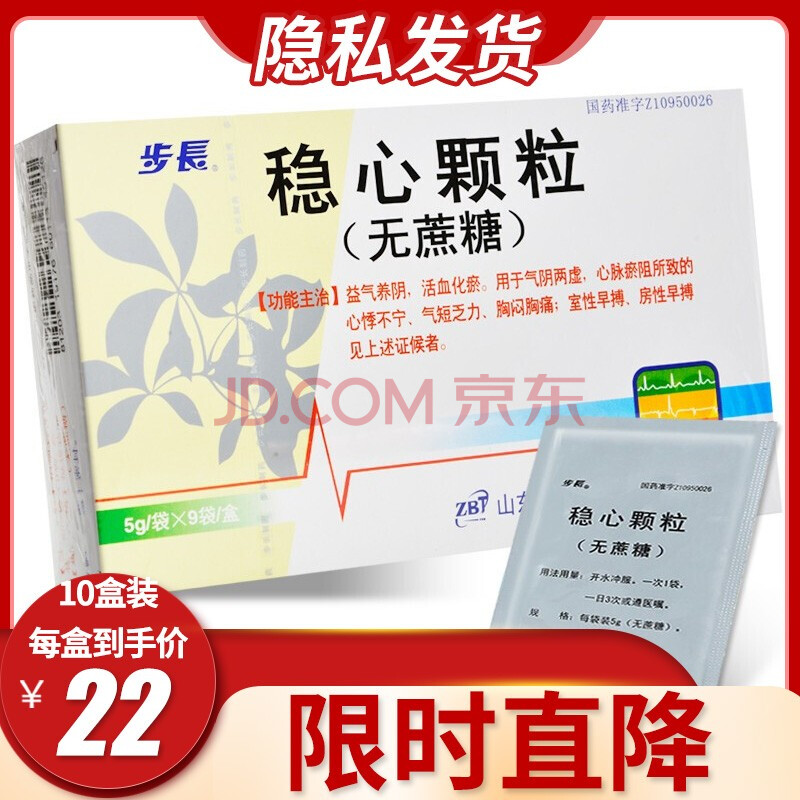 隐私发货
国药准字Z10950026
步長®
稳心颗粒
（无蔗糖）
【功能主治】益气养阴，活血化瘀。用于气阴两虚，心脉瘀阻所致的
心悸不宁、气短乏力、胸闷胸痛；室性早搏、房性早搏
见上述证候者。
JD.COM 京东
5g/袋×9袋/盒
ZBT 山东
步長® 国药准字Z10950026
稳心颗粒
（无蔗糖）
用法用量：开水冲服。一次1袋，
一日3次或遵医嘱。
规 格：每袋装5g（无蔗糖）。
10盒装
每盒到手价
¥22
限时直降